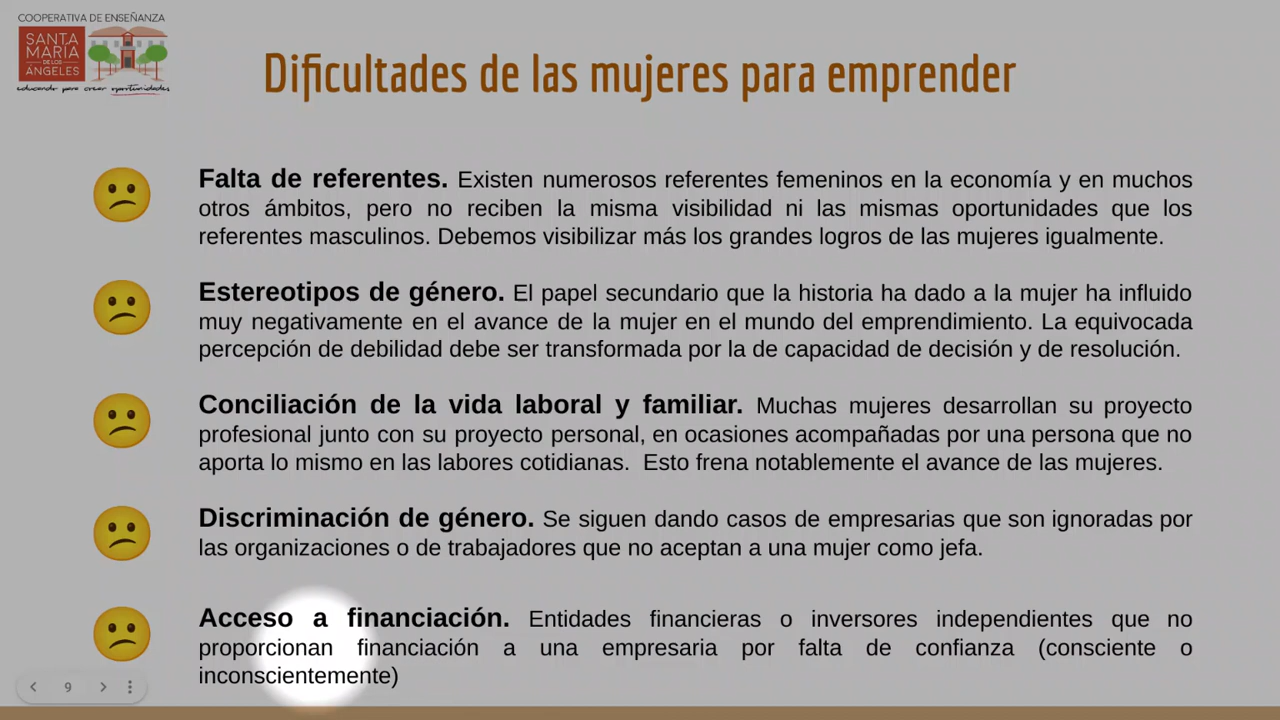 COOPERATIVA DE ENSEÑANZA
SANTA
MARÍA
DE LOS
ÁNGELES
educando para crear oportunidades
Dificultades de las mujeres para emprender
Falta de referentes. Existen numerosos referentes femeninos en la economía y en muchos
otros ámbitos, pero no reciben la misma visibilidad ni las mismas oportunidades que los
referentes masculinos. Debemos visibilizar más los grandes logros de las mujeres igualmente.
Estereotipos de género. El papel secundario que la historia ha dado a la mujer ha influido
muy negativamente en el avance de la mujer en el mundo del emprendimiento. La equivocada
percepción de debilidad debe ser transformada por la de capacidad de decisión y de resolución.
Conciliación de la vida laboral y familiar. Muchas mujeres desarrollan su proyecto
profesional junto con su proyecto personal, en ocasiones acompañadas por una persona que no
aporta lo mismo en las labores cotidianas. Esto frena notablemente el avance de las mujeres.
Discriminación de género. Se siguen dando casos de empresarias que son ignoradas por
las organizaciones o de trabajadores que no aceptan a una mujer como jefa.
Acceso a financiación. Entidades financieras o inversores independientes que no
proporcionan financiación a una empresaria por falta de confianza (consciente o
inconscientemente)
9